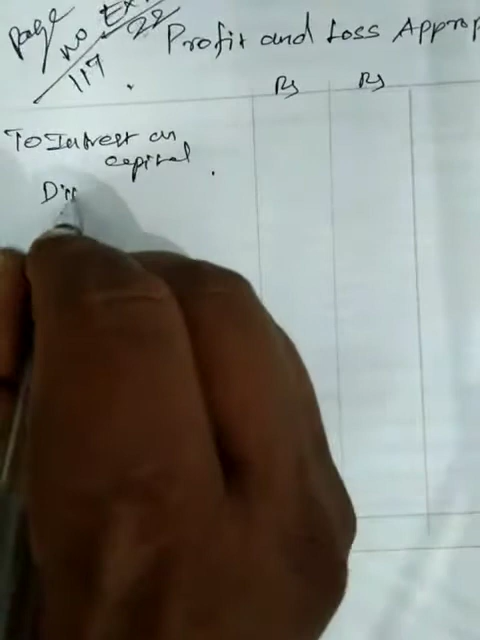 Page no 117
Ex 22
Profit and Loss Approp
Rs Rs
To Interest on
capital